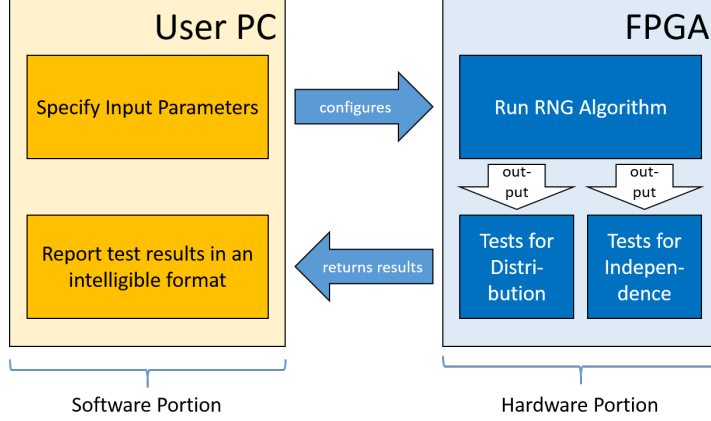 User PC
FPGA
Specify Input Parameters
configures
Run RNG Algorithm
out-
put
out-
put
Report test results in an
intelligible format
returns results
Tests for
Distri-
bution
Tests for
Indepen-
dence
Software Portion
Hardware Portion